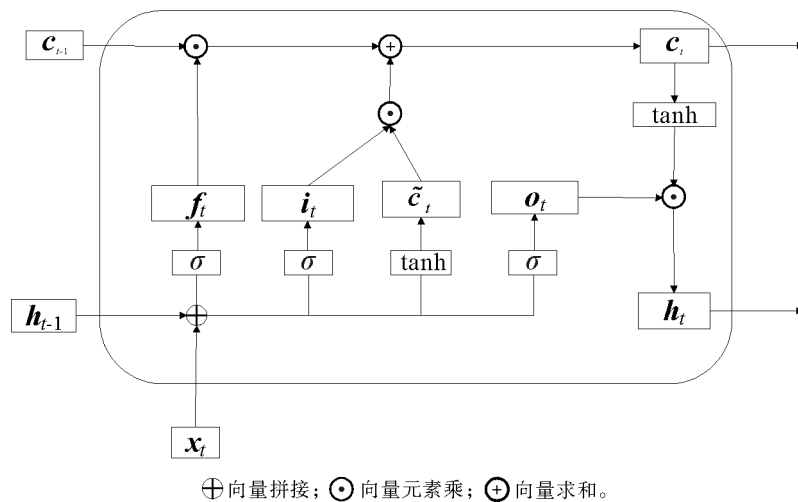 c_{t-1}
c_t
tanh
f_t
i_t
c̃_t
o_t
σ
σ
tanh
σ
h_{t-1}
h_t
x_t
⊕向量拼接；⊙向量元素乘；⊕向量求和。